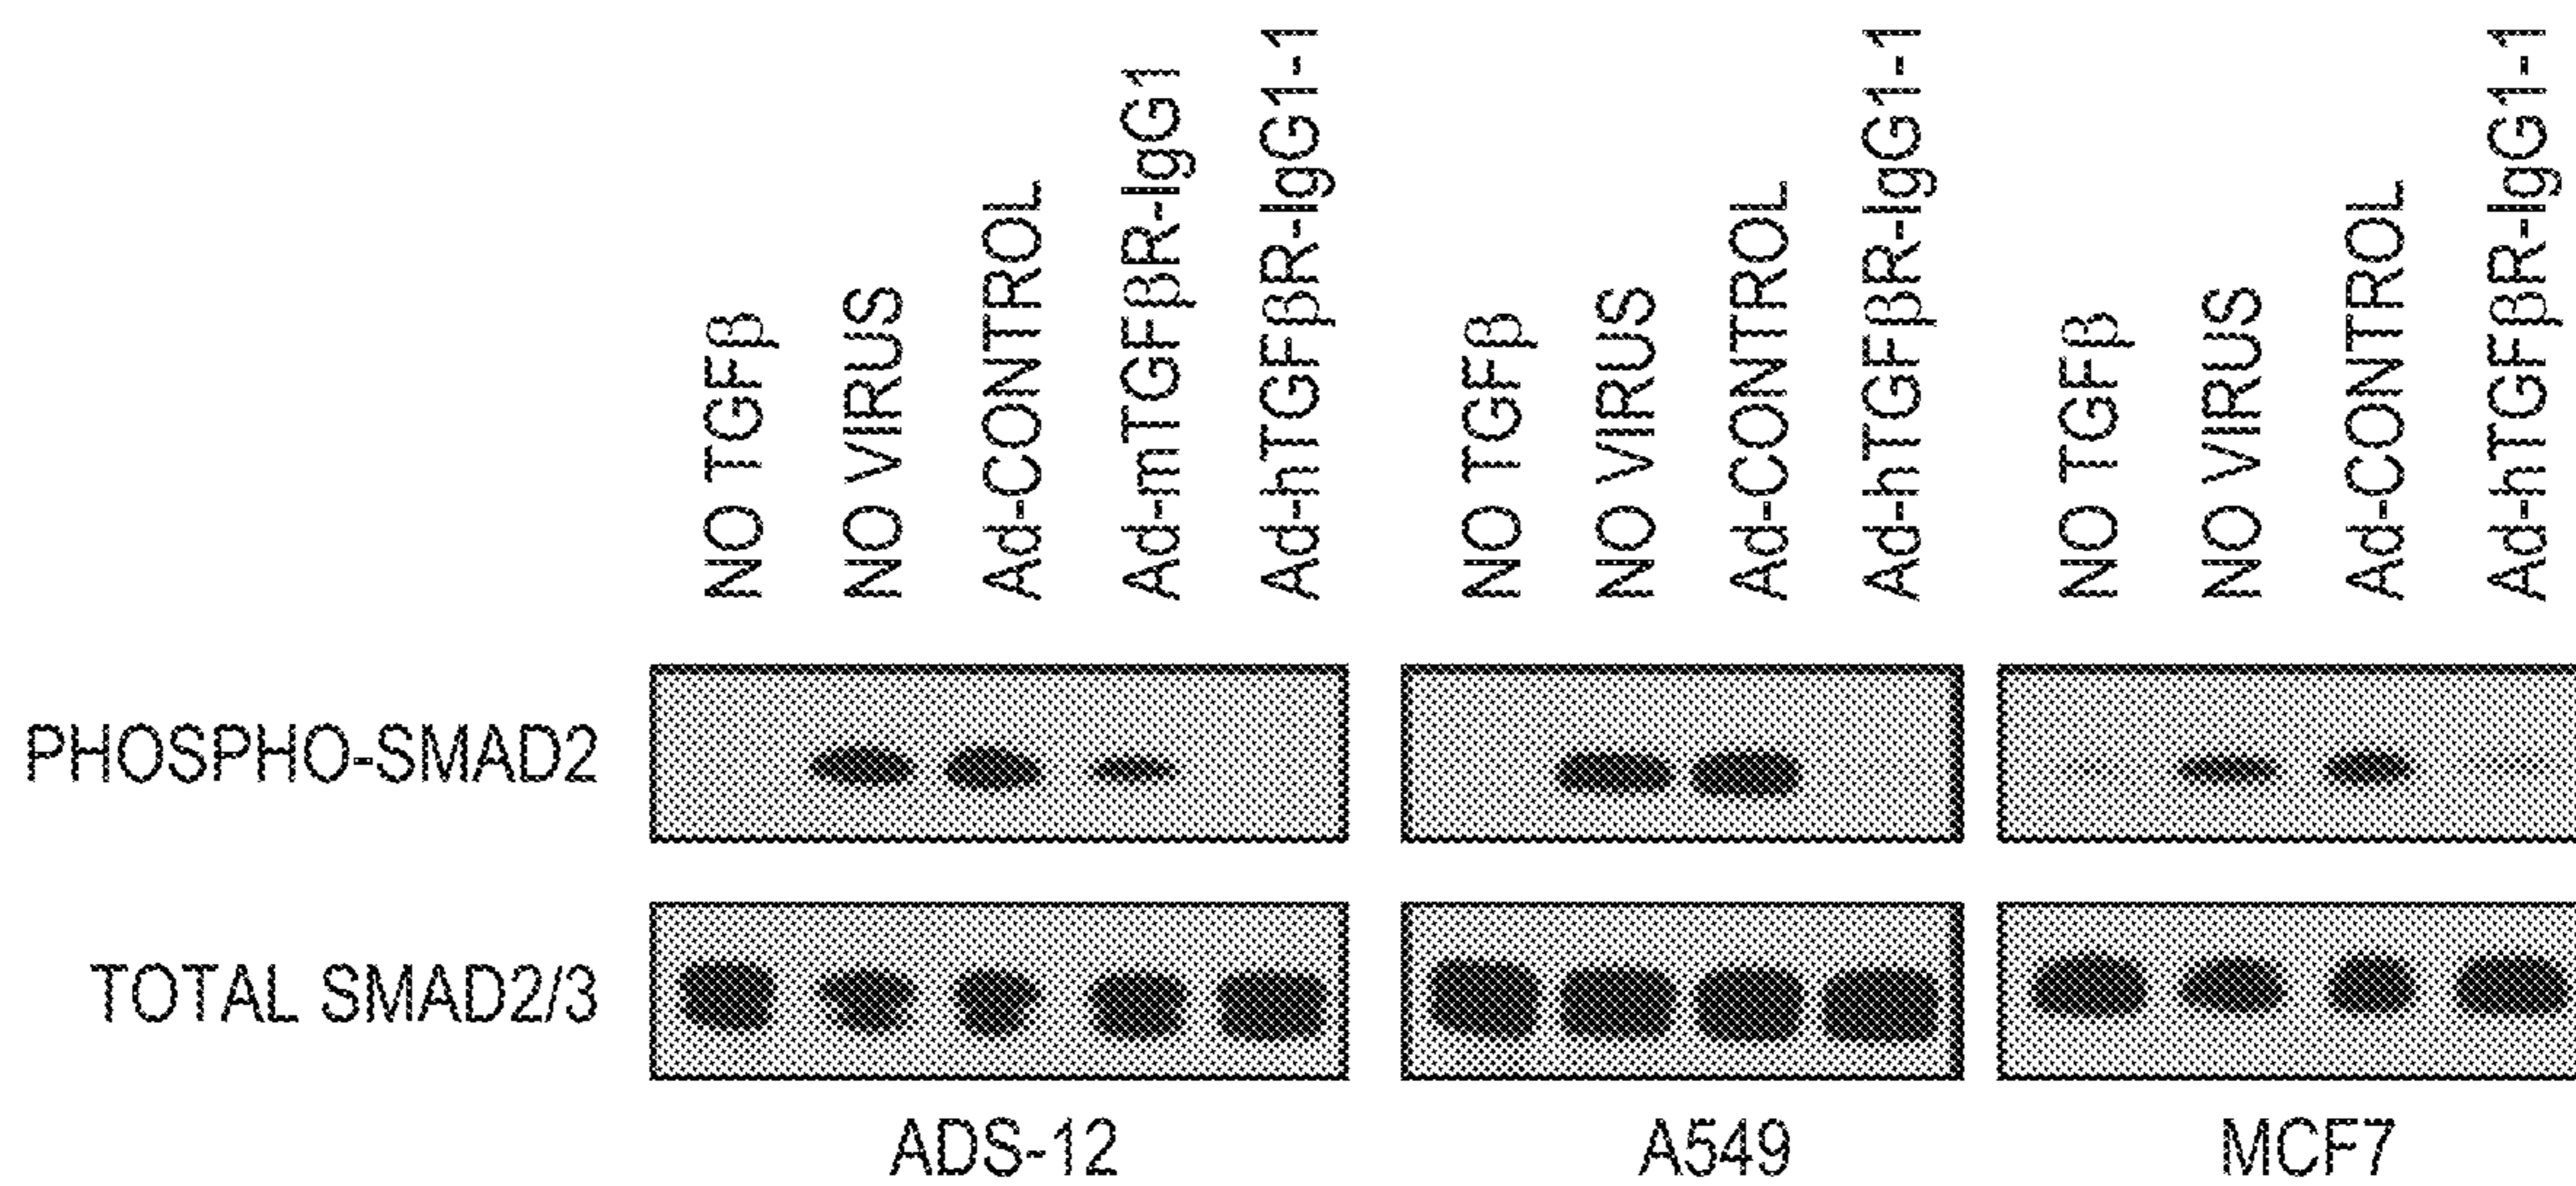 NO TGFβ
NO VIRUS
Ad-CONTROL
Ad-mTGFβR-IgG1
Ad-hTGFβR-IgG1-1
NO TGFβ
NO VIRUS
Ad-CONTROL
Ad-hTGFβR-IgG1-1
NO TGFβ
NO VIRUS
Ad-CONTROL
Ad-hTGFβR-IgG1-1
PHOSPHO-SMAD2
TOTAL SMAD2/3
ADS-12
A549
MCF7